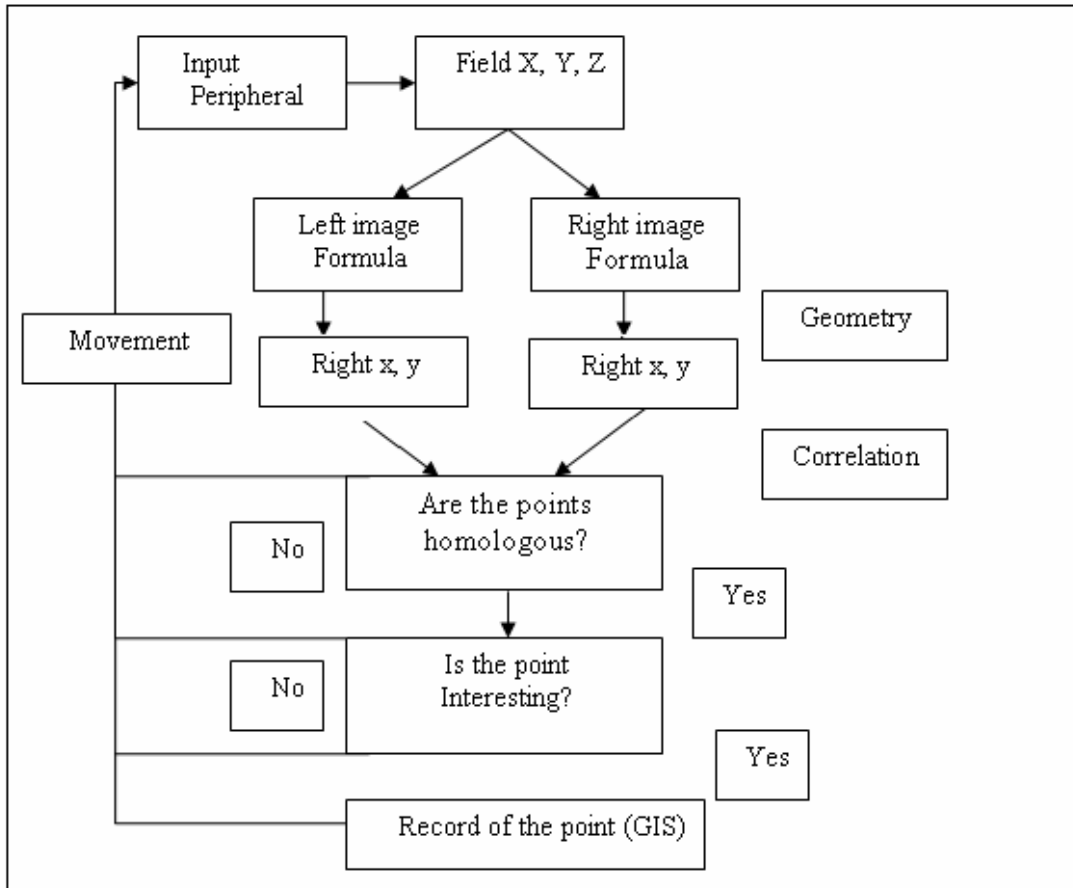 Input
Peripheral
Field X, Y, Z
Left image
Formula
Right image
Formula
Geometry
Movement
Right x, y
Right x, y
Correlation
Are the points
homologous?
No
Yes
Is the point
Interesting?
No
Yes
Record of the point (GIS)